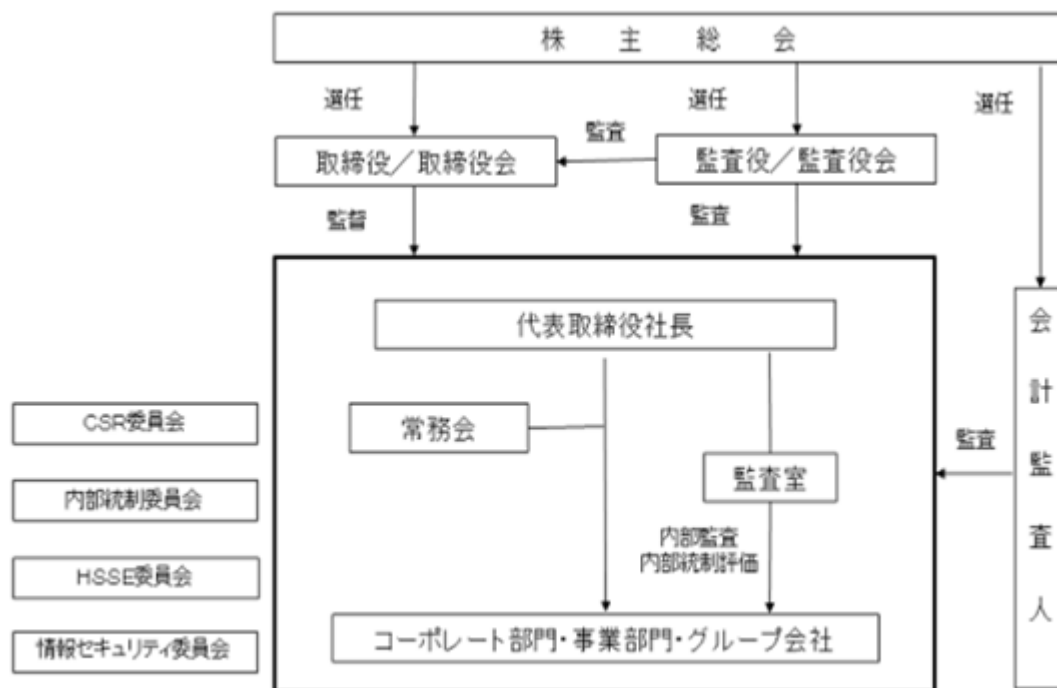 株主総会
選任
選任
選任
監査
取締役／取締役会
監査役／監査役会
監督
監査
代表取締役社長
会計監査人
CSR委員会
常務会
監査
監査室
内部統制委員会
内部監査
内部統制評価
HSSE委員会
コーポレート部門・事業部門・グループ会社
情報セキュリティ委員会